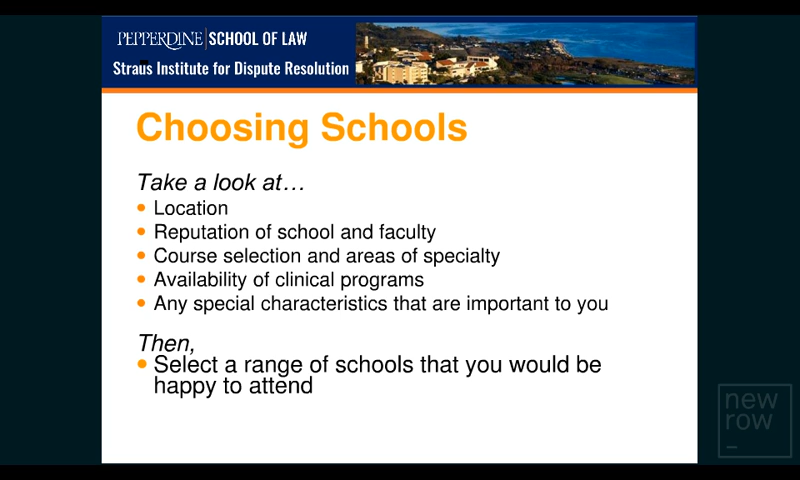 PEPPERDINE | SCHOOL OF LAW
Straus Institute for Dispute Resolution
Choosing Schools
Take a look at…
• Location
• Reputation of school and faculty
• Course selection and areas of specialty
• Availability of clinical programs
• Any special characteristics that are important to you
Then,
• Select a range of schools that you would be
happy to attend
new
row
_